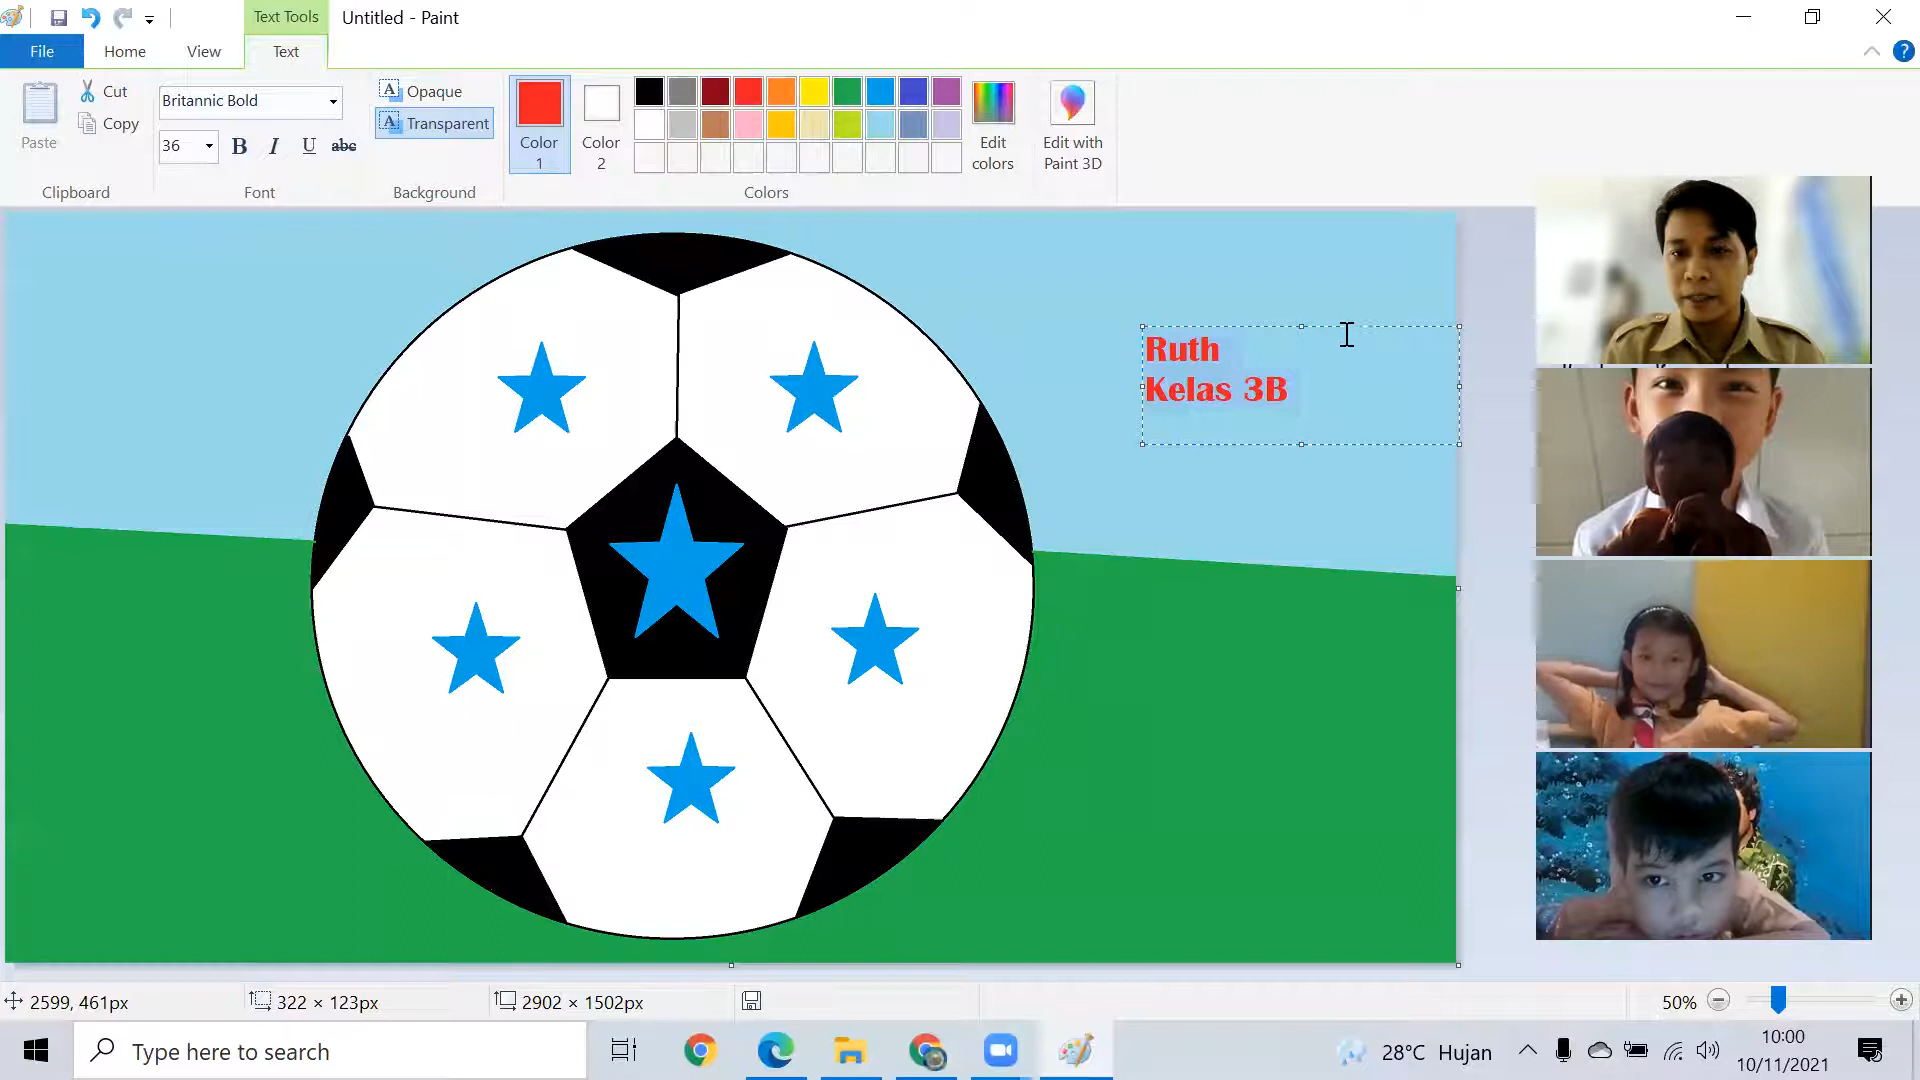 Text Tools
Untitled - Paint
File
Home
View
Text
Paste
Cut
Copy
Clipboard
Britannic Bold
36
B
I
U
abc
Font
A Opaque
A Transparent
Background
Color
1
Color
2
Colors
Edit
colors
Edit with
Paint 3D
Ruth
Kelas 3B
2599, 461px
322 × 123px
2902 × 1502px
50%
Type here to search
28°C Hujan
10:00
10/11/2021